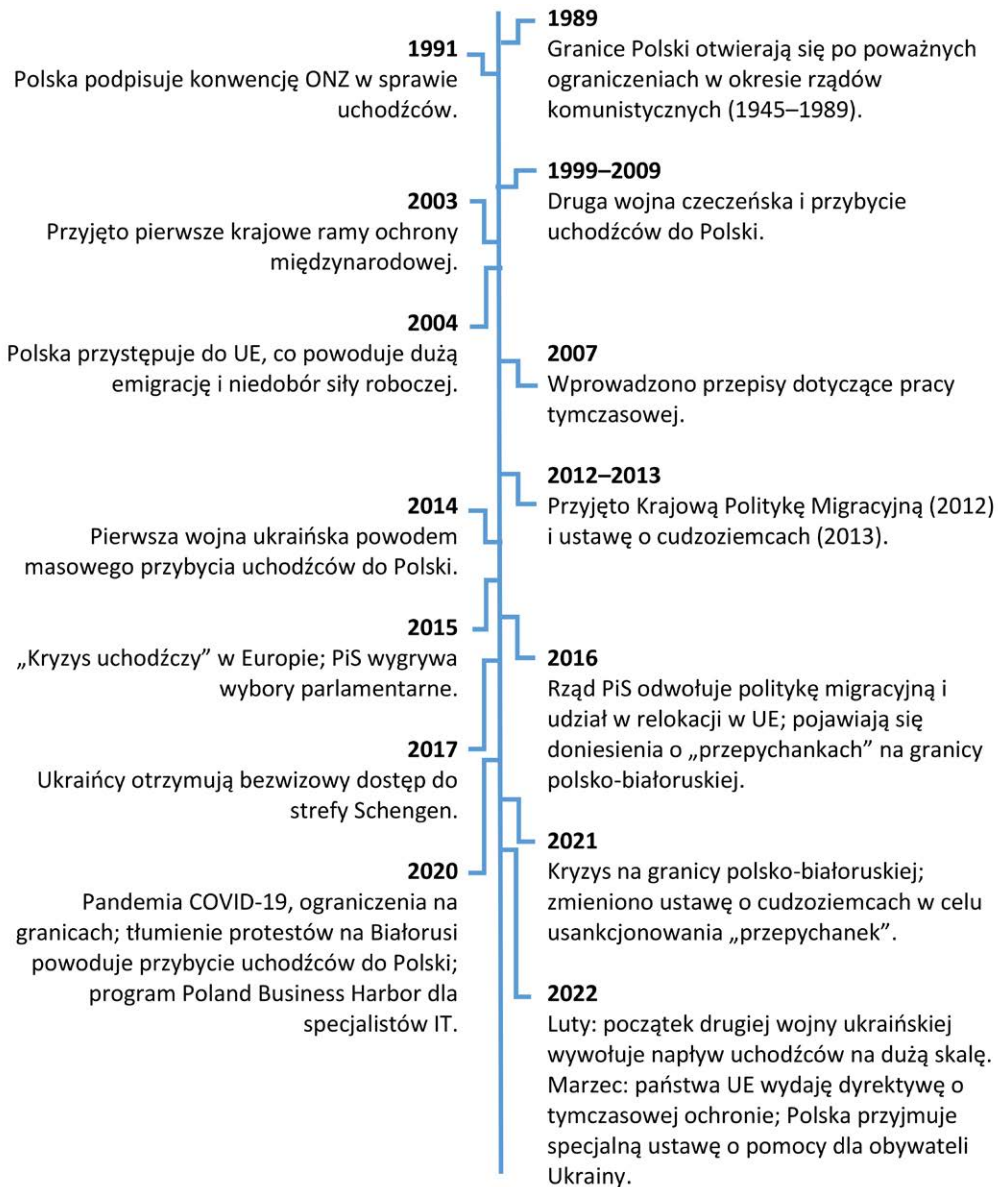 1989
Granice Polski otwierają się po poważnych
ograniczeniach w okresie rządów
komunistycznych (1945–1989).
1991
Polska podpisuje konwencję ONZ w sprawie
uchodźców.
1999–2009
Druga wojna czeczeńska i przybycie
uchodźców do Polski.
2003
Przyjęto pierwsze krajowe ramy ochrony
międzynarodowej.
2004
Polska przystępuje do UE, co powoduje dużą
emigrację i niedobór siły roboczej.
2007
Wprowadzono przepisy dotyczące pracy
tymczasowej.
2012–2013
Przyjęto Krajową Politykę Migracyjną (2012)
i ustawę o cudzoziemcach (2013).
2014
Pierwsza wojna ukraińska powodem
masowego przybycia uchodźców do Polski.
2015
„Kryzys uchodźczy” w Europie; PiS wygrywa
wybory parlamentarne.
2016
Rząd PiS odwołuje politykę migracyjną i
udział w relokacji w UE; pojawiają się
doniesienia o „przepychankach” na granicy
polsko-białoruskiej.
2017
Ukraińcy otrzymują bezwizowy dostęp do
strefy Schengen.
2020
Pandemia COVID-19, ograniczenia na
granicach; tłumienie protestów na Białorusi
powoduje przybycie uchodźców do Polski;
program Poland Business Harbor dla
specjalistów IT.
2021
Kryzys na granicy polsko-białoruskiej;
zmieniono ustawę o cudzoziemcach w celu
usankcjonowania „przepychanek”.
2022
Luty: początek drugiej wojny ukraińskiej
wywołuje napływ uchodźców na dużą skalę.
Marzec: państwa UE wydaję dyrektywę o
tymczasowej ochronie; Polska przyjmuje
specjalną ustawę o pomocy dla obywateli
Ukrainy.